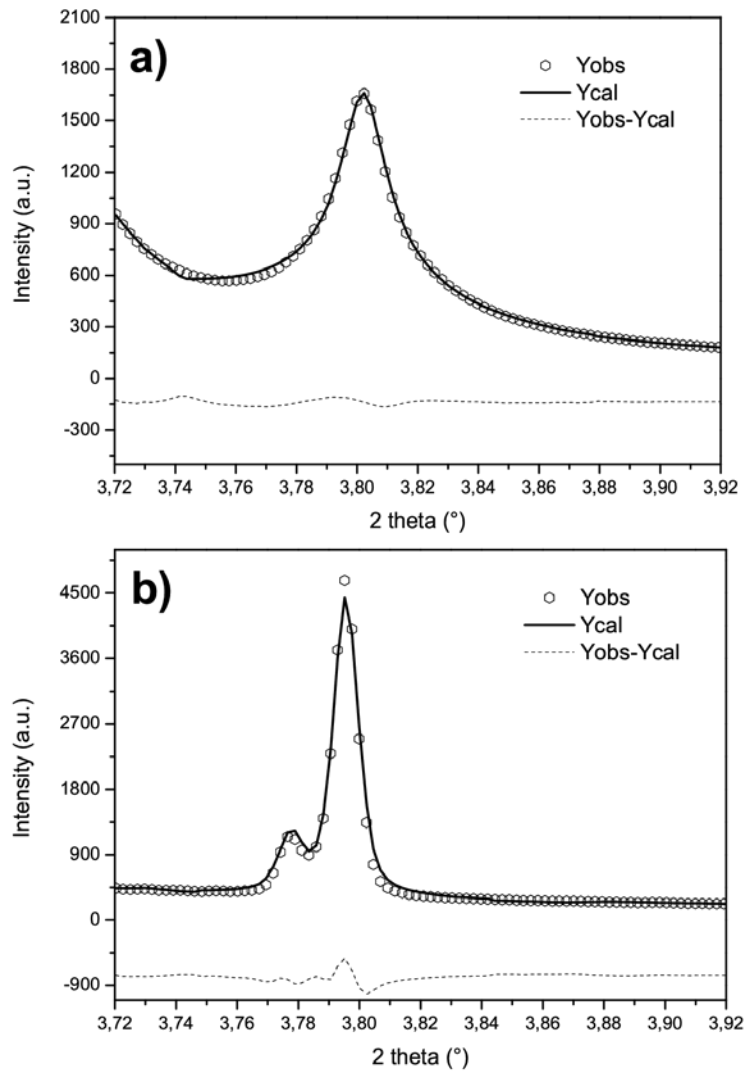 a)
2100
1800
1500
1200
900
600
300
0
-300
Intensity (a.u.)
Yobs
Ycal
Yobs-Ycal
3,72 3,74 3,76 3,78 3,80 3,82 3,84 3,86 3,88 3,90 3,92
2 theta (°)
b)
4500
3600
2700
1800
900
0
-900
Intensity (a.u.)
Yobs
Ycal
Yobs-Ycal
3,72 3,74 3,76 3,78 3,80 3,82 3,84 3,86 3,88 3,90 3,92
2 theta (°)